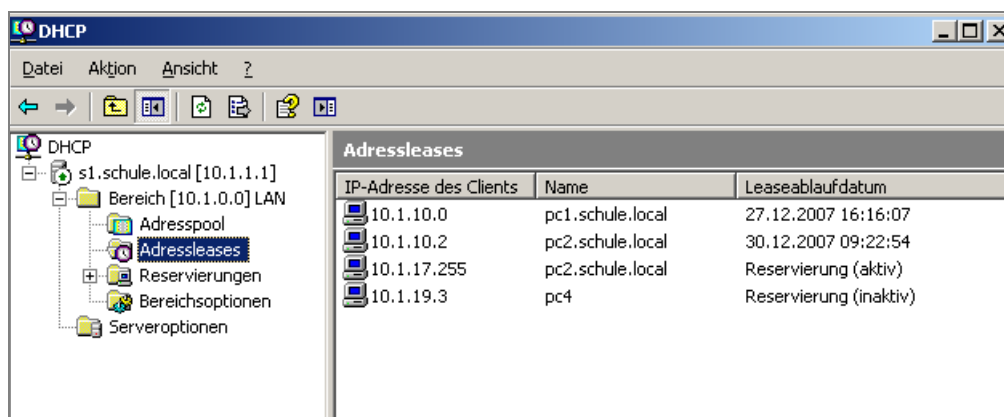 DHCP
Datei Aktion Ansicht ?
DHCP
s1.schule.local [10.1.1.1]
Bereich [10.1.0.0] LAN
Adresspool
Adressleases
Reservierungen
Bereichsoptionen
Serveroptionen
Adressleases
IP-Adresse des Clients Name Leaseablaufdatum
10.1.10.0 pc1.schule.local 27.12.2007 16:16:07
10.1.10.2 pc2.schule.local 30.12.2007 09:22:54
10.1.17.255 pc2.schule.local Reservierung (aktiv)
10.1.19.3 pc4 Reservierung (inaktiv)